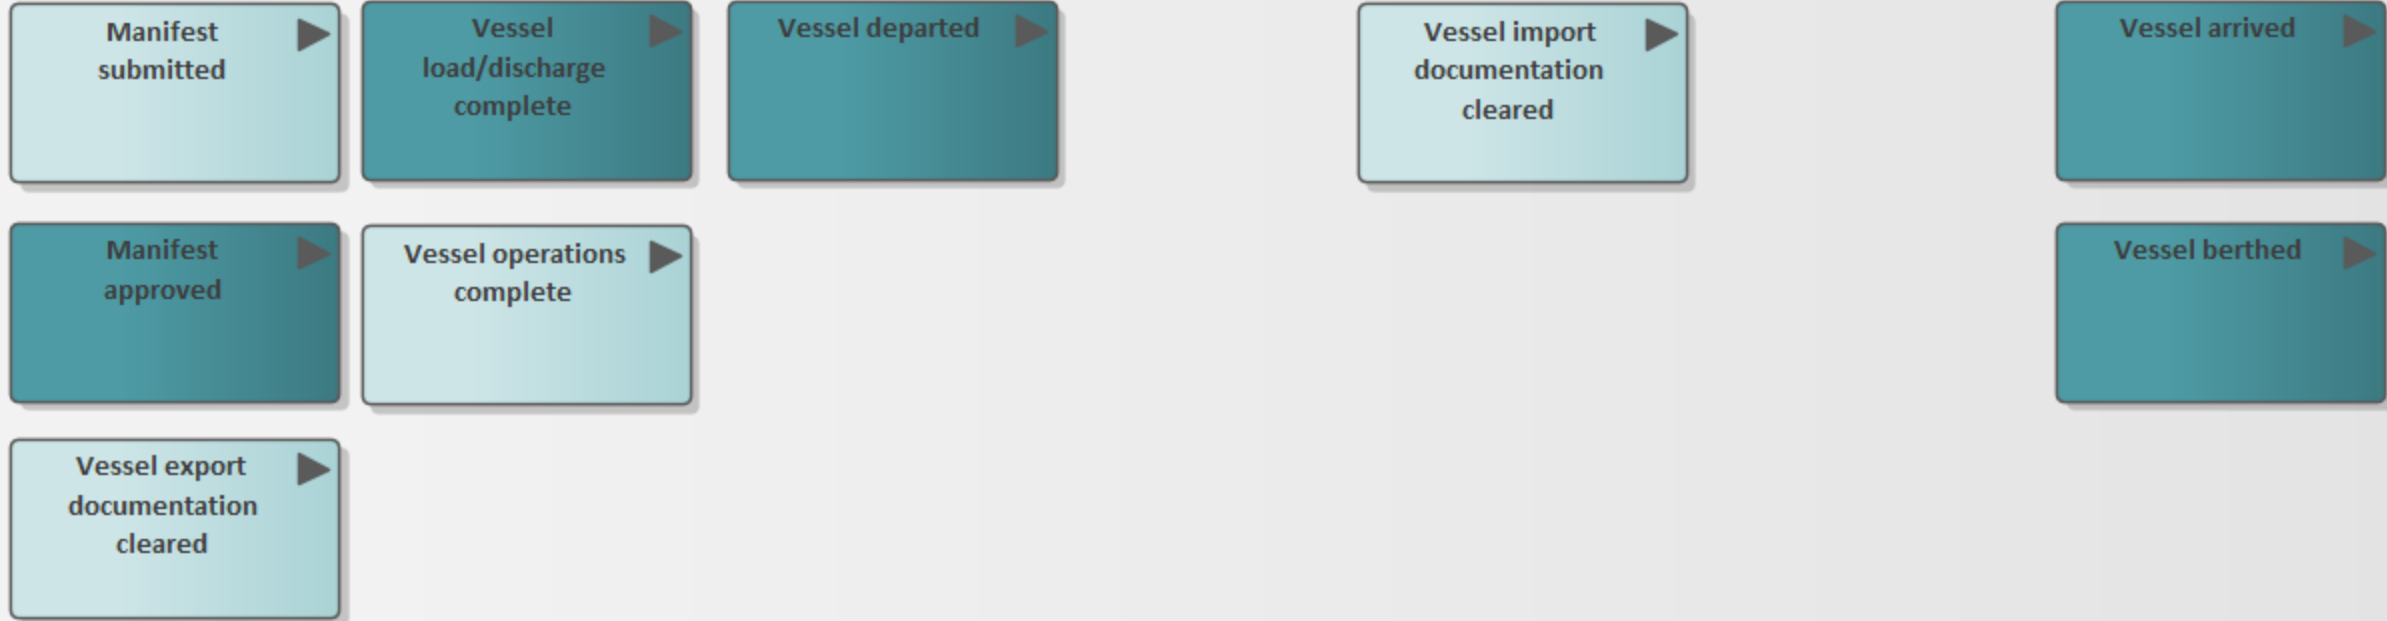 Manifest
submitted
Vessel
load/discharge
complete
Vessel departed
Vessel import
documentation
cleared
Vessel arrived
Manifest
approved
Vessel operations
complete
Vessel berthed
Vessel export
documentation
cleared